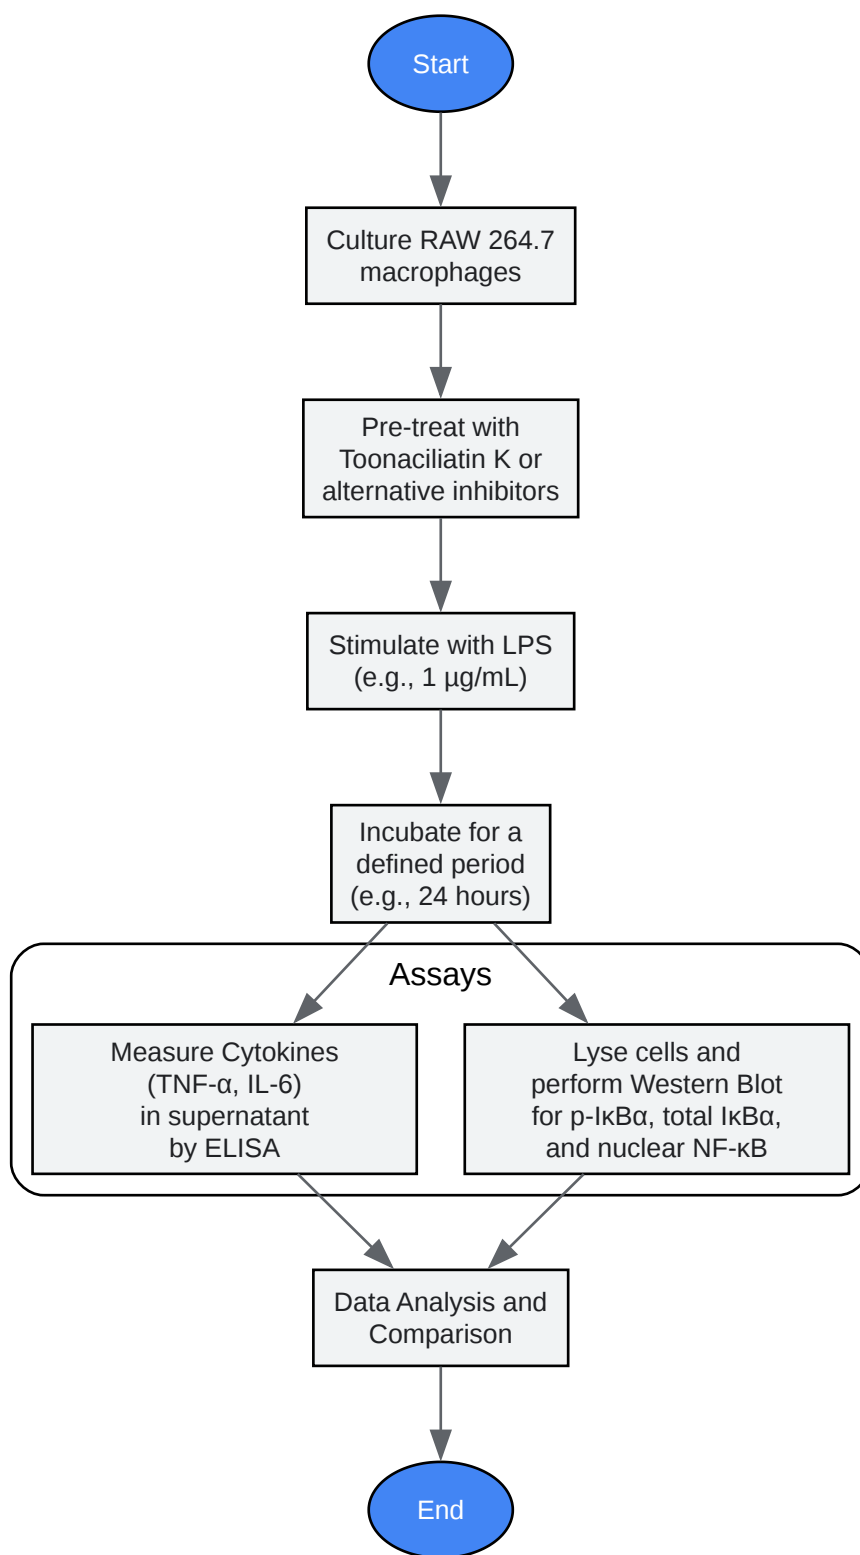 Start
Culture RAW 264.7
macrophages
Pre-treat with
Toonaciliatin K or
alternative inhibitors
Stimulate with LPS
(e.g., 1 µg/mL)
Incubate for a
defined period
(e.g., 24 hours)
Assays
Measure Cytokines
(TNF-α, IL-6)
in supernatant
by ELISA
Lyse cells and
perform Western Blot
for p-IκBα, total IκBα,
and nuclear NF-κB
Data Analysis and
Comparison
End